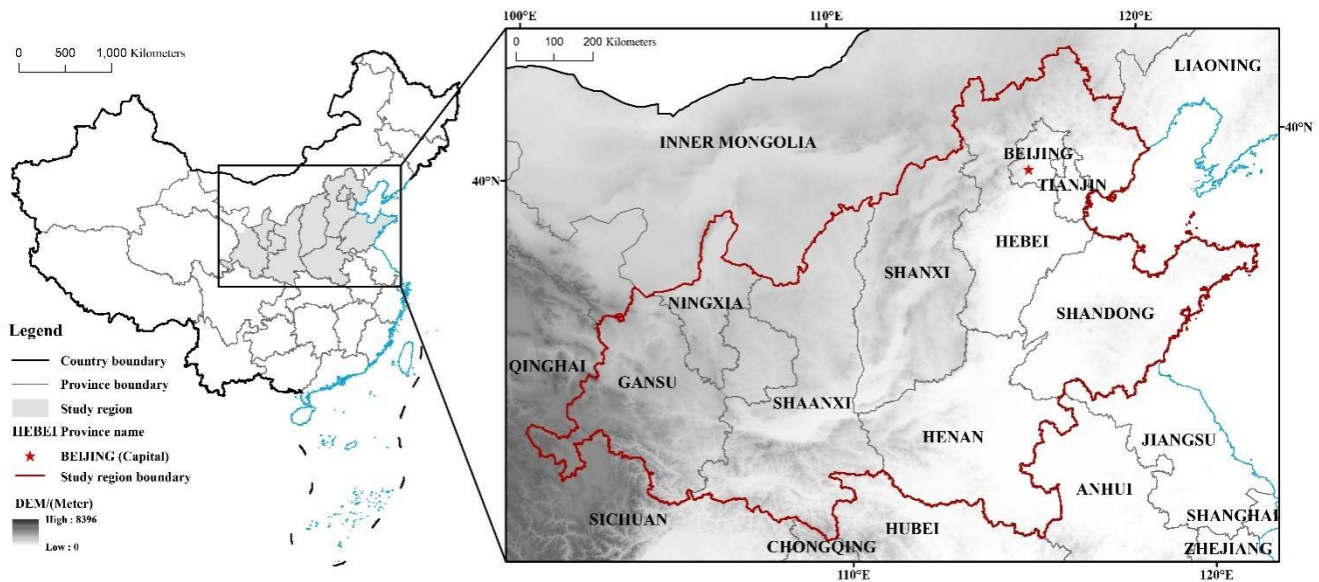 0 500 1,000 Kilometers
40°N
Legend
Country boundary
Province boundary
Study region
HEBEI Province name
BEIJING (Capital)
Study region boundary
DEM/(Meter)
High : 8396
Low : 0
100°E 110°E 120°E
0 100 200 Kilometers
LIAONING
40°N
INNER MONGOLIA
BEIJING
TIANJIN
HEBEI
SHANXI
NINGXIA
SHANDONG
QINGHAI
GANSU
SHAANXI
HENAN
JIANGSU
ANHUI
SICHUAN
HUBEI
SHANGHAI
CHONGQING
ZHEJIANG
110°E 120°E